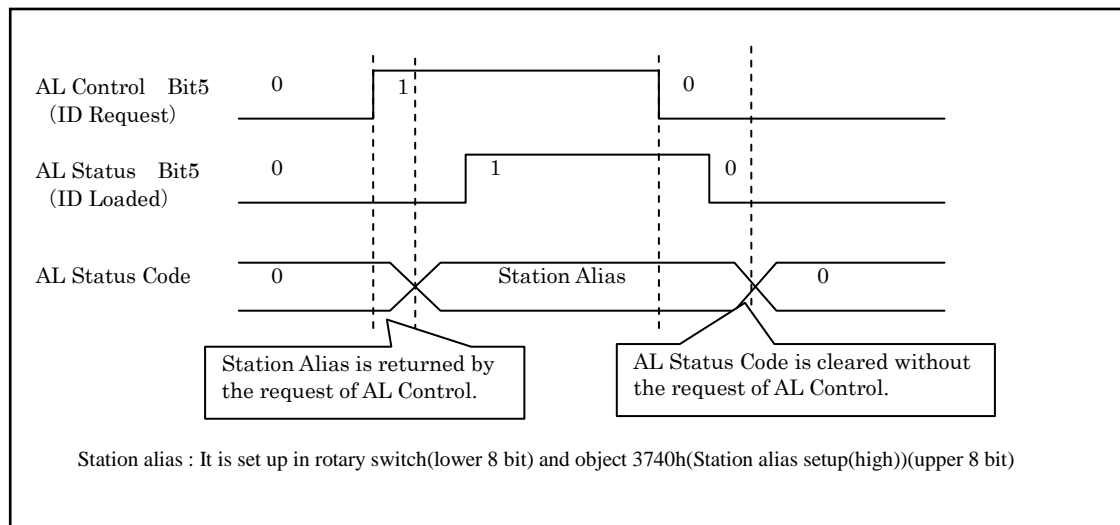 AL Control Bit5
(ID Request)
0
1
0
AL Status Bit5
(ID Loaded)
0
1
0
AL Status Code
0
Station Alias
0
Station Alias is returned by
the request of AL Control.
AL Status Code is cleared without
the request of AL Control.
Station alias : It is set up in rotary switch(lower 8 bit) and object 3740h(Station alias setup(high))(upper 8 bit)